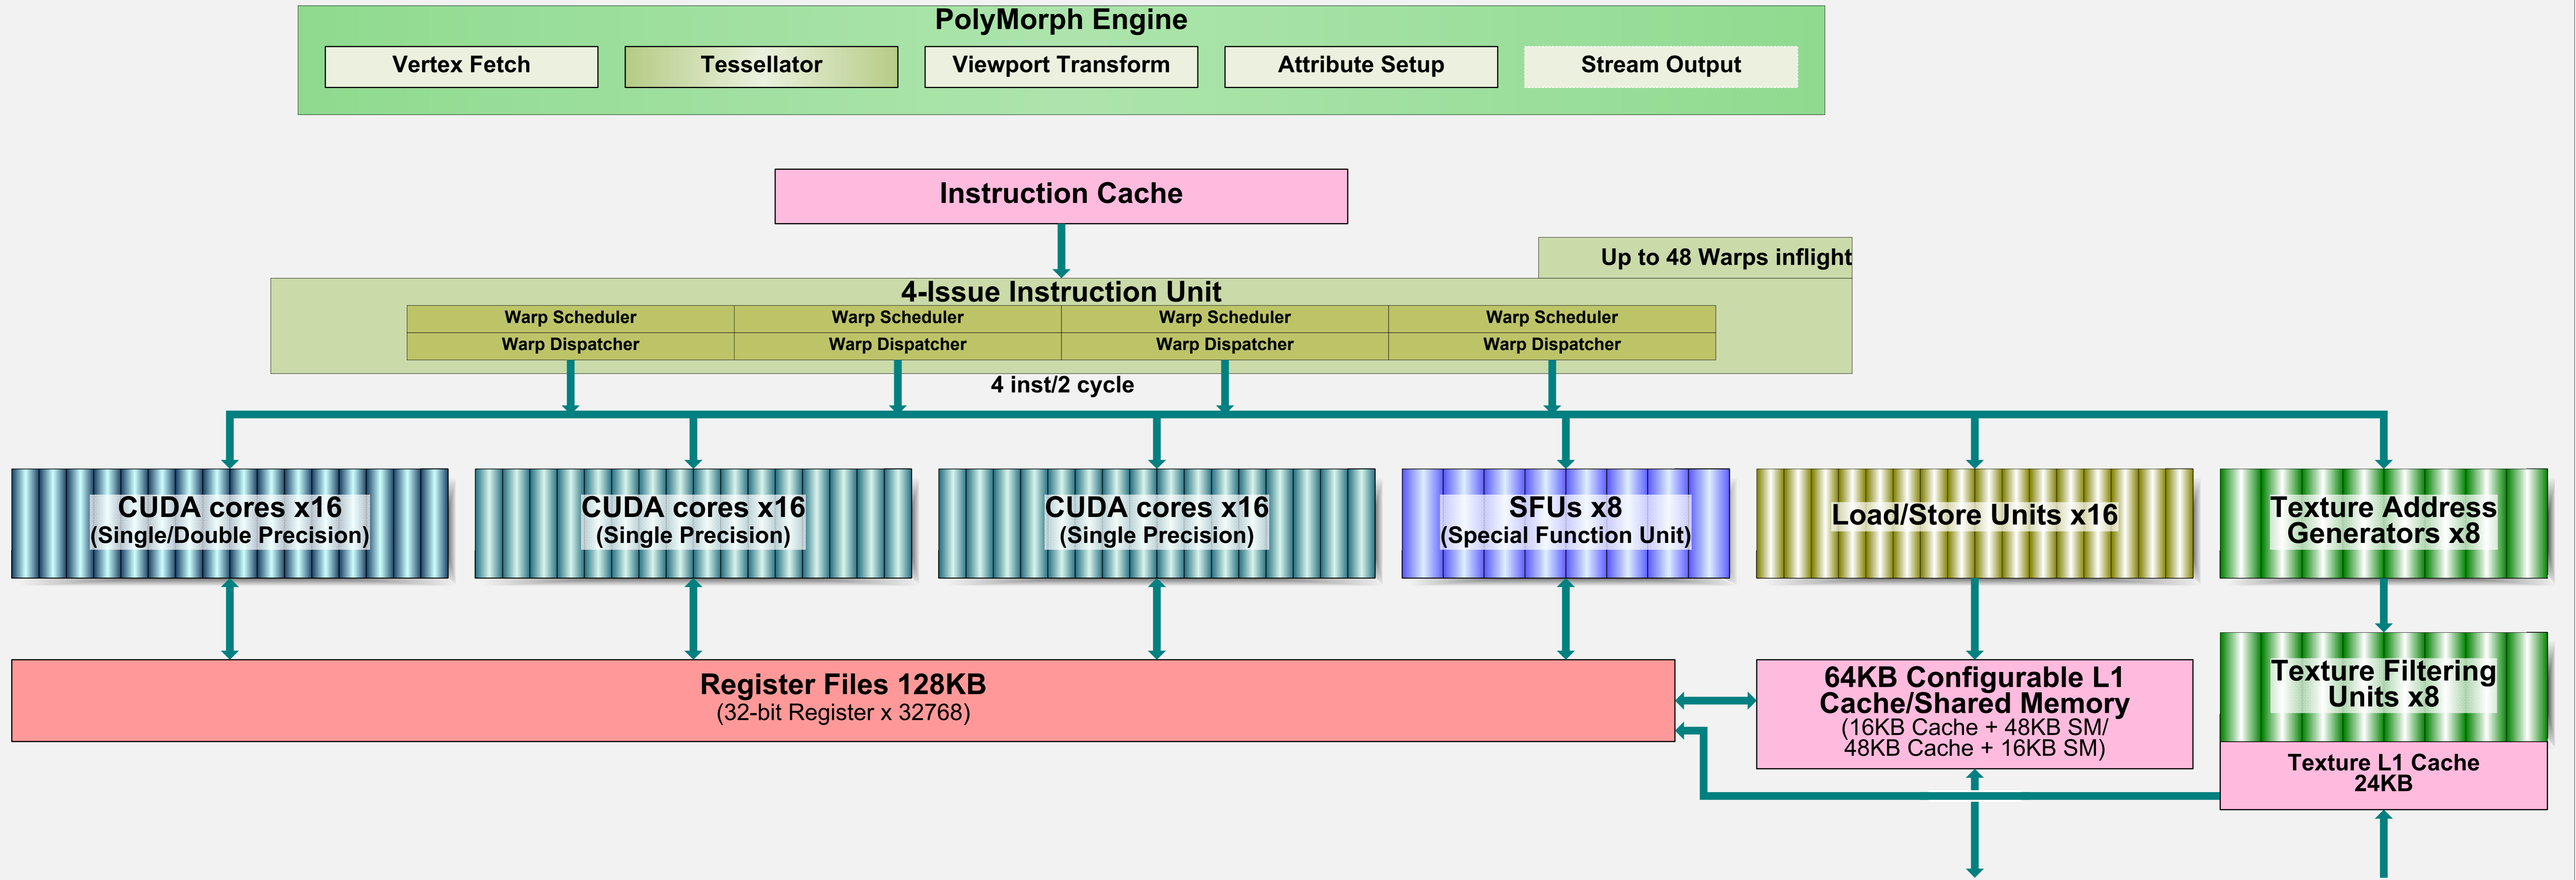 PolyMorph Engine
Vertex Fetch
Tessellator
Viewport Transform
Attribute Setup
Stream Output
Instruction Cache
Up to 48 Warps inflight
4-Issue Instruction Unit
Warp Scheduler
Warp Scheduler
Warp Scheduler
Warp Scheduler
Warp Dispatcher
Warp Dispatcher
Warp Dispatcher
Warp Dispatcher
4 inst/2 cycle
CUDA cores x16
(Single/Double Precision)
CUDA cores x16
(Single Precision)
CUDA cores x16
(Single Precision)
SFUs x8
(Special Function Unit)
Load/Store Units x16
Texture Address
Generators x8
Register Files 128KB
(32-bit Register x 32768)
64KB Configurable L1
Cache/Shared Memory
(16KB Cache + 48KB SM/
48KB Cache + 16KB SM)
Texture Filtering
Units x8
Texture L1 Cache
24KB